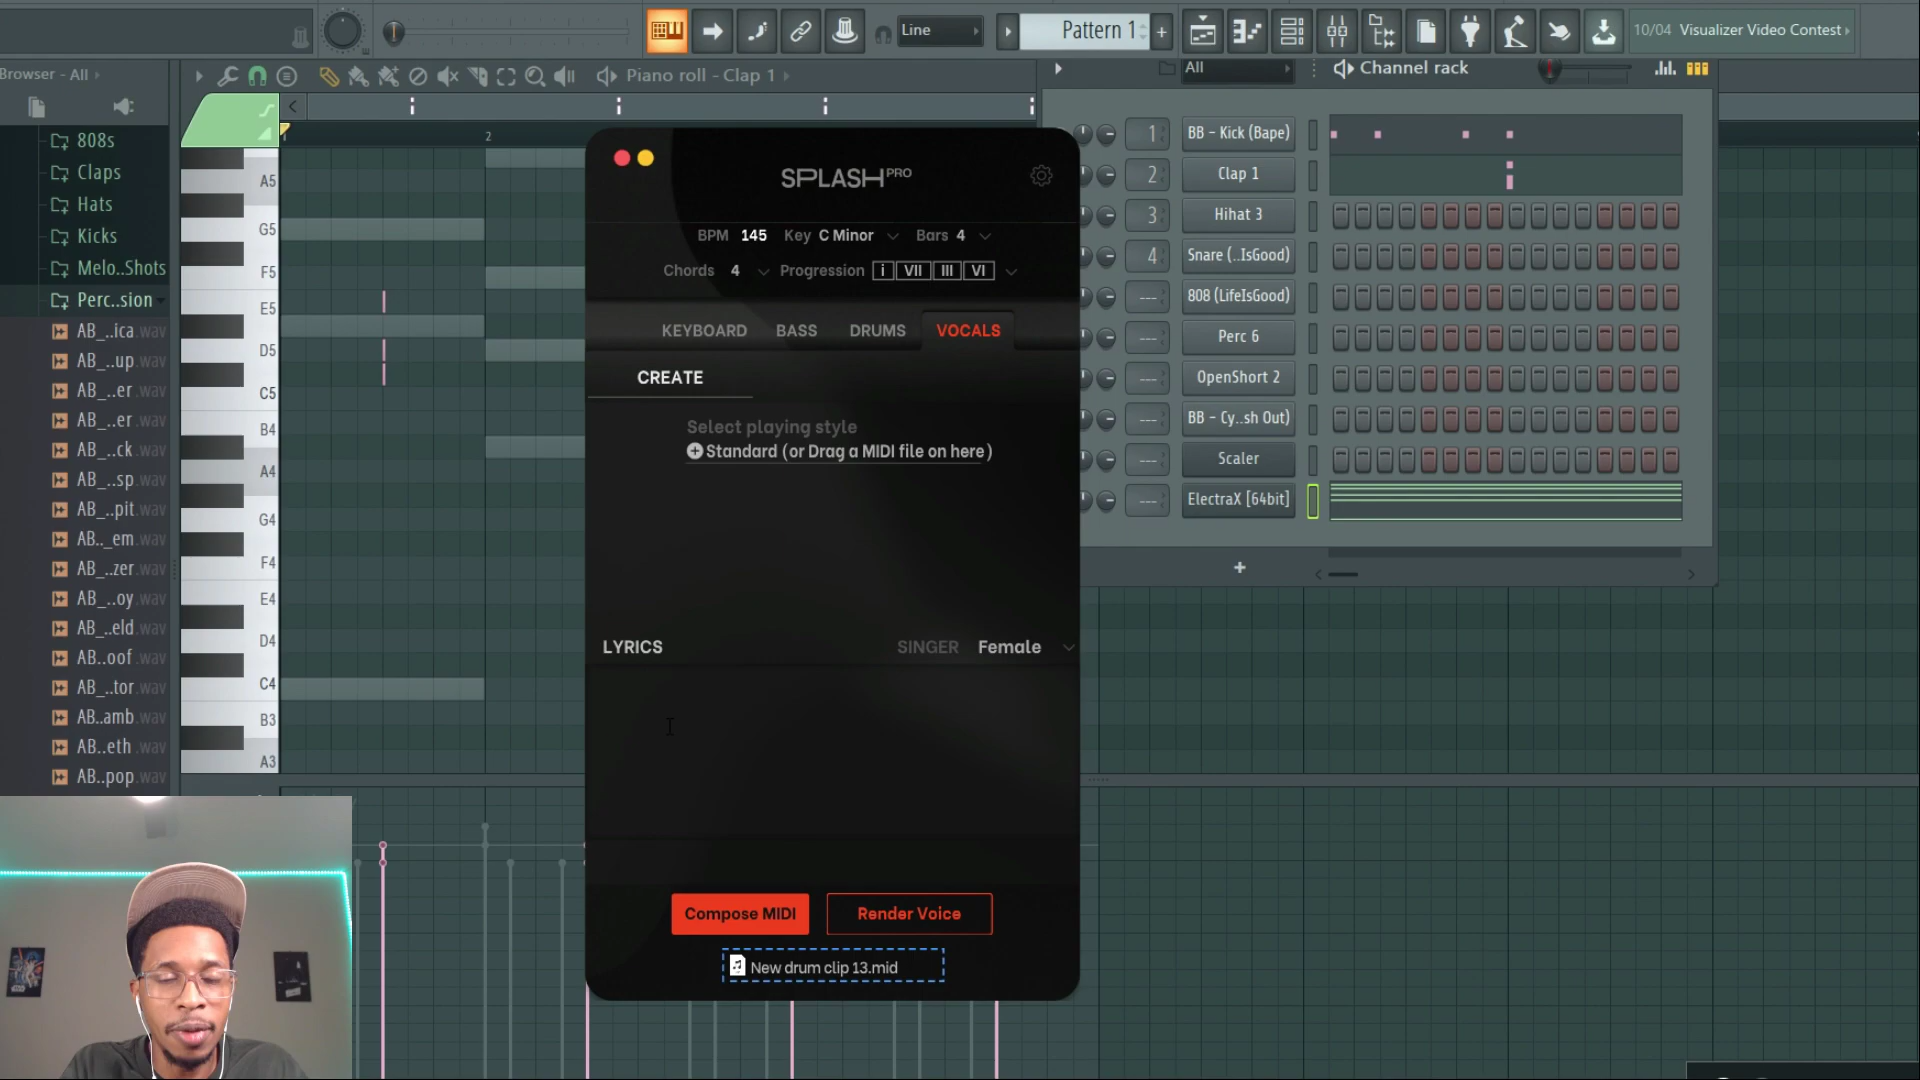 Line
Pattern 1
+
10/04 Visualizer Video Contest
Browser - All
Piano roll - Clap 1
All
Channel rack
808s
Claps
Hats
Kicks
Melo..Shots
Perc..sion
AB_..ica.wav
AB_..up.wav
AB_..er.wav
AB_..er.wav
AB_..ck.wav
AB_..sp.wav
AB_..pit.wav
AB.._em.wav
AB_..zer.wav
AB_..oy.wav
AB_..eld.wav
AB..oof.wav
AB_..tor.wav
AB..amb.wav
AB..eth.wav
AB..pop.wav
2
A5
G5
F5
E5
D5
C5
B4
A4
G4
F4
E4
D4
C4
B3
A3
SPLASH PRO
BPM 145 Key C Minor Bars 4
Chords 4 Progression i VII III VI
KEYBOARD BASS DRUMS VOCALS
CREATE
Select playing style
Standard (or Drag a MIDI file on here)
LYRICS SINGER Female
Compose MIDI Render Voice
New drum clip 13.mid
1 BB - Kick (Bape)
2 Clap 1
3 Hihat 3
4 Snare (..IsGood)
--- 808 (LifeIsGood)
--- Perc 6
--- OpenShort 2
--- BB - Cy..sh Out)
--- Scaler
--- ElectraX [64bit]
+